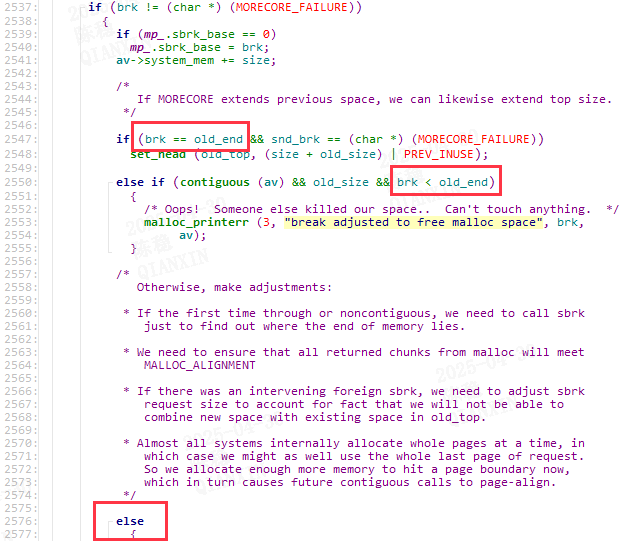 2537: if (brk != (char *) (MORECORE_FAILURE))
2538: {
2539: if (mp_.sbrk_base == 0)
2540: mp_.sbrk_base = brk;
2541: av->system_mem += size;
2542:
2543: /*
2544: If MORECORE extends previous space, we can likewise extend top size.
2545: */
2546:
2547: if (brk == old_end && snd_brk == (char *) (MORECORE_FAILURE))
2548: set_head (old_top, (size + old_size) | PREV_INUSE);
2549:
2550: else if (contiguous (av) && old_size && brk < old_end)
2551: {
2552: /* Oops!  Someone else killed our space..  Can't touch anything.  */
2553: malloc_printerr (3, "break adjusted to free malloc space", brk,
2554: av);
2555: }
2556:
2557: /*
2558: Otherwise, make adjustments:
2559:
2560: * If the first time through or noncontiguous, we need to call sbrk
2561: just to find out where the end of memory lies.
2562:
2563: * We need to ensure that all returned chunks from malloc will meet
2564: MALLOC_ALIGNMENT
2565:
2566: * If there was an intervening foreign sbrk, we need to adjust sbrk
2567: request size to account for fact that we will not be able to
2568: combine new space with existing space in old_top.
2569:
2570: * Almost all systems internally allocate whole pages at a time, in
2571: which case we might as well use the whole last page of request.
2572: So we allocate enough more memory to hit a page boundary now,
2573: which in turn causes future contiguous calls to page-align.
2574: */
2575:
2576: else
2577: {